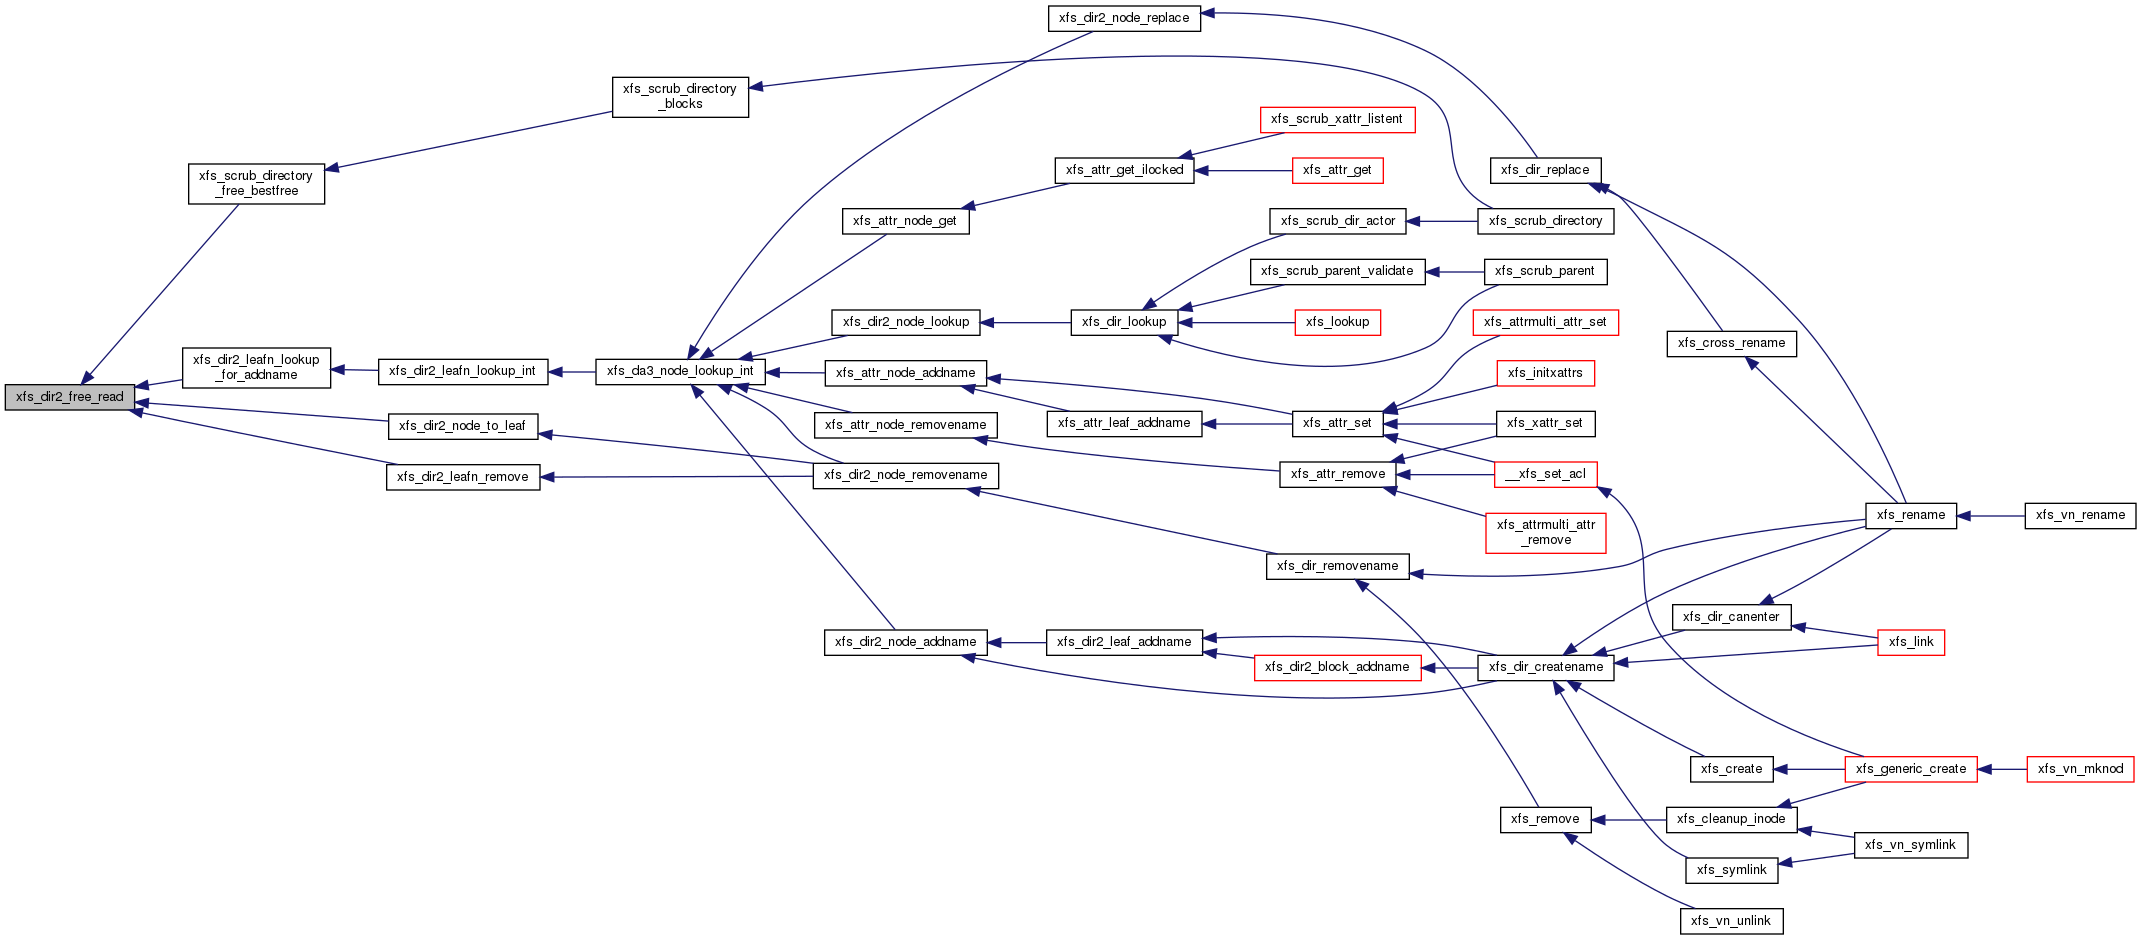 xfs_dir2_node_replace
xfs_scrub_directory
_blocks
xfs_scrub_xattr_listent
xfs_attr_get_ilocked
xfs_attr_get
xfs_dir_replace
xfs_scrub_directory
_free_bestfree
xfs_attr_node_get
xfs_scrub_dir_actor
xfs_scrub_directory
xfs_scrub_parent_validate
xfs_scrub_parent
xfs_dir2_node_lookup
xfs_dir_lookup
xfs_lookup
xfs_attrmulti_attr_set
xfs_cross_rename
xfs_dir2_leafn_lookup
_for_addname
xfs_dir2_leafn_lookup_int
xfs_da3_node_lookup_int
xfs_attr_node_addname
xfs_initxattrs
xfs_dir2_free_read
xfs_dir2_node_to_leaf
xfs_attr_node_removename
xfs_attr_leaf_addname
xfs_attr_set
xfs_xattr_set
xfs_dir2_leafn_remove
xfs_dir2_node_removename
xfs_attr_remove
__xfs_set_acl
xfs_attrmulti_attr
_remove
xfs_rename
xfs_vn_rename
xfs_dir_removename
xfs_dir_canenter
xfs_dir2_node_addname
xfs_dir2_leaf_addname
xfs_link
xfs_dir2_block_addname
xfs_dir_createname
xfs_create
xfs_generic_create
xfs_vn_mknod
xfs_remove
xfs_cleanup_inode
xfs_vn_symlink
xfs_symlink
xfs_vn_unlink